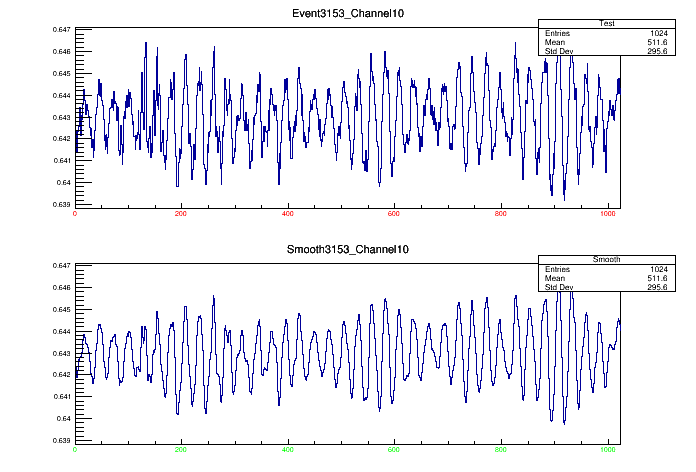 Event3153_Channel10
Test
Entries 1024
Mean 511.6
Std Dev 295.6
0.647
0.646
0.645
0.644
0.643
0.642
0.641
0.64
0.639
0 200 400 600 800 1000
Smooth3153_Channel10
Smooth
Entries 1024
Mean 511.6
Std Dev 295.6
0.647
0.646
0.645
0.644
0.643
0.642
0.641
0.64
0.639
0 200 400 600 800 1000